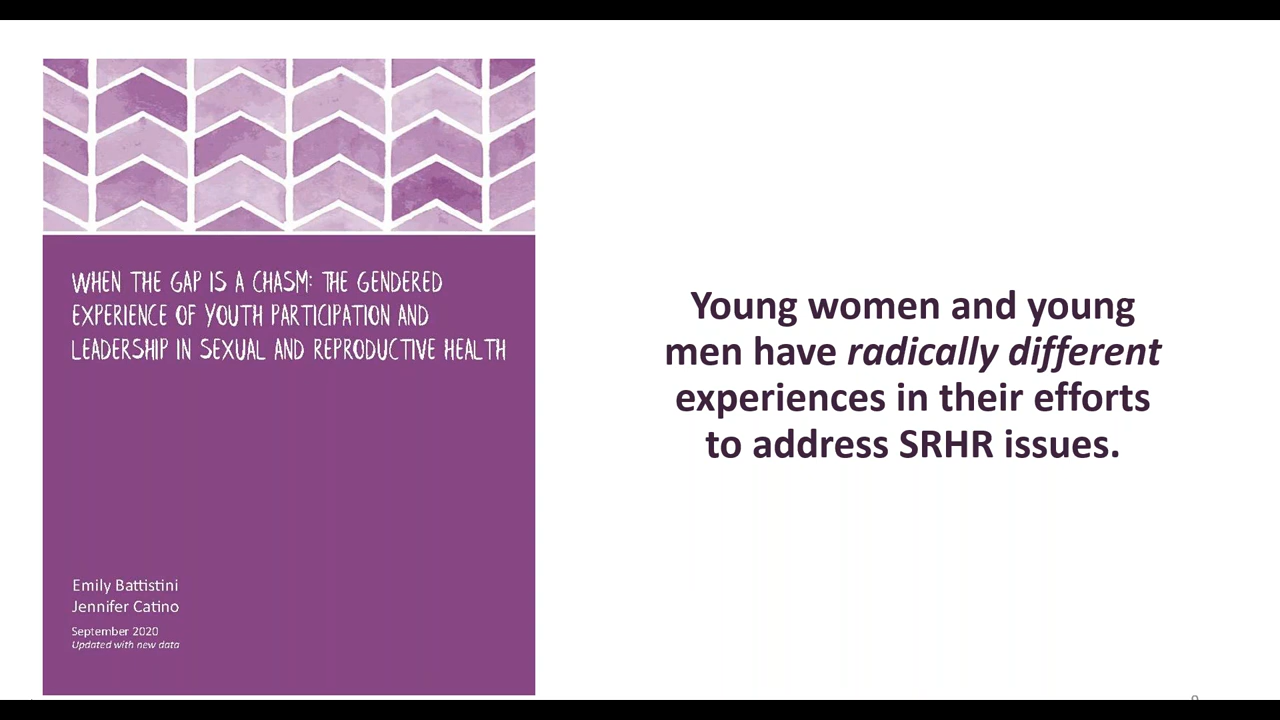 WHEN THE GAP IS A CHASM: THE GENDERED
EXPERIENCE OF YOUTH PARTICIPATION AND
LEADERSHIP IN SEXUAL AND REPRODUCTIVE HEALTH
Emily Battistini
Jennifer Catino
September 2020
Updated with new data
Young women and young
men have radically different
experiences in their efforts
to address SRHR issues.